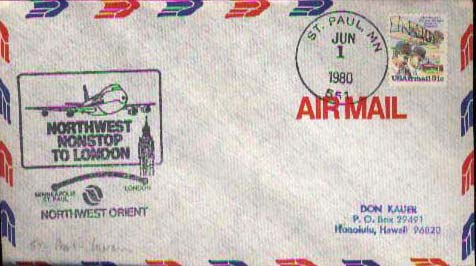 ST. PAUL, MN
JUN
1
1980
551
USAirmail 31c
AIR MAIL
NORTHWEST
NONSTOP
TO LONDON
MINNEAPOLIS
ST. PAUL
LONDON
NORTHWEST ORIENT
DON KAUER
P. O. Box 29491
Honolulu, Hawaii 96820